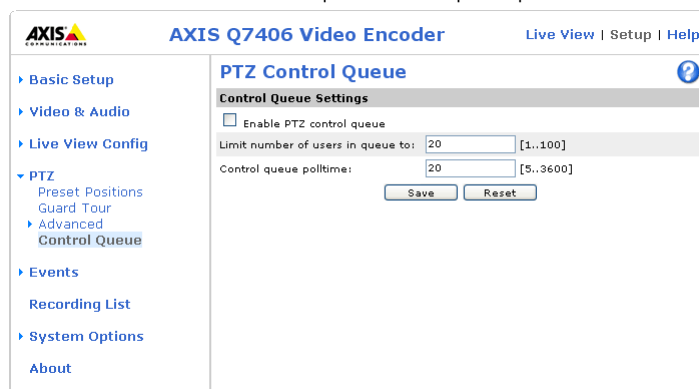 AXIS
COMMUNICATIONS
AXIS Q7406 Video Encoder
Live View | Setup | Help
Basic Setup
Video & Audio
Live View Config
PTZ
Preset Positions
Guard Tour
Advanced
Control Queue
Events
Recording List
System Options
About
PTZ Control Queue
?
Control Queue Settings
Enable PTZ control queue
Limit number of users in queue to: 20 [1..100]
Control queue polltime: 20 [5..3600]
Save Reset